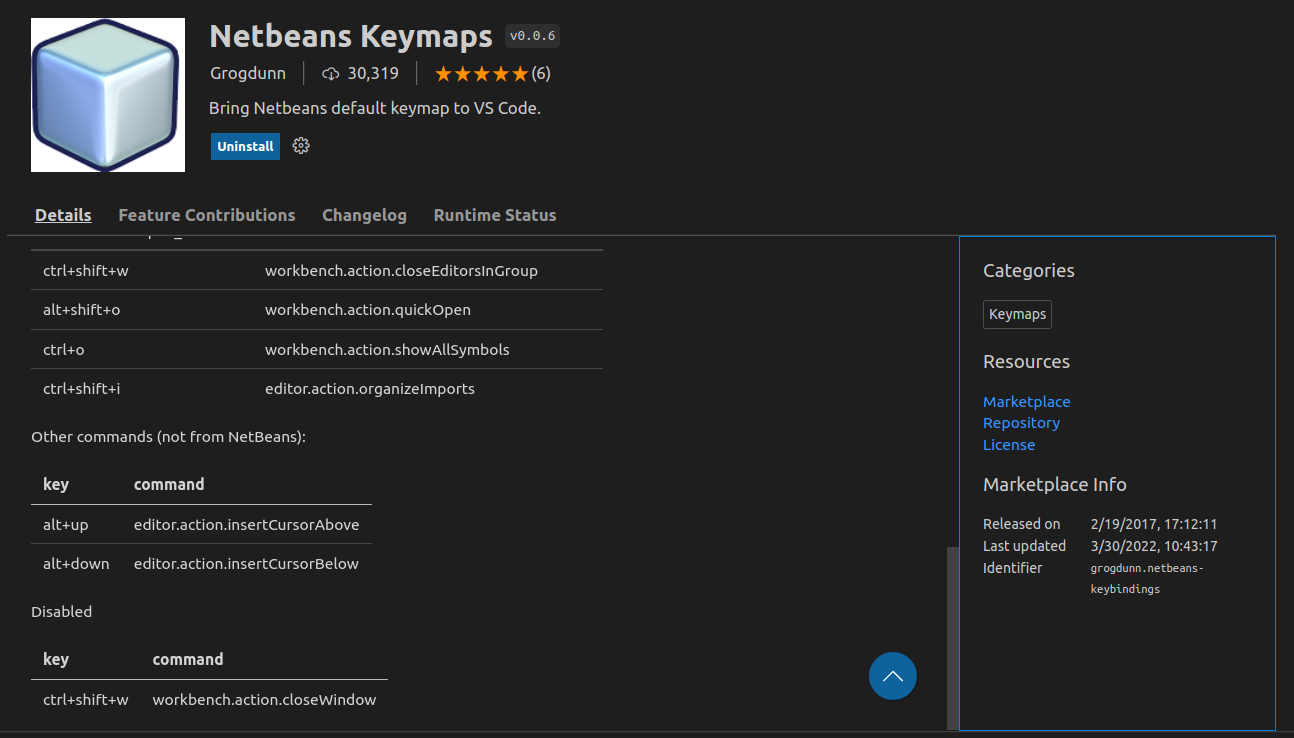 Netbeans Keymaps v0.0.6
Grogdunn 30,319 (6)
Bring Netbeans default keymap to VS Code.
Uninstall
Details Feature Contributions Changelog Runtime Status
ctrl+shift+w workbench.action.closeEditorsInGroup
alt+shift+o workbench.action.quickOpen
ctrl+o workbench.action.showAllSymbols
ctrl+shift+i editor.action.organizeImports
Other commands (not from NetBeans):
key command
alt+up editor.action.insertCursorAbove
alt+down editor.action.insertCursorBelow
Disabled
key command
ctrl+shift+w workbench.action.closeWindow
Categories
Keymaps
Resources
Marketplace
Repository
License
Marketplace Info
Released on 2/19/2017, 17:12:11
Last updated 3/30/2022, 10:43:17
Identifier grogdunn.netbeans-
keybindings